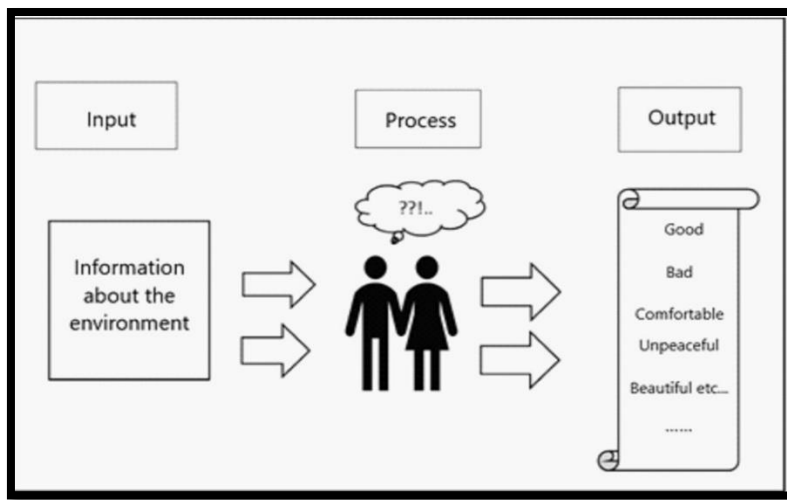 Input
Process
Output
Information
about the
environment
??!..
Good
Bad
Comfortable
Unpeaceful
Beautiful etc...
......